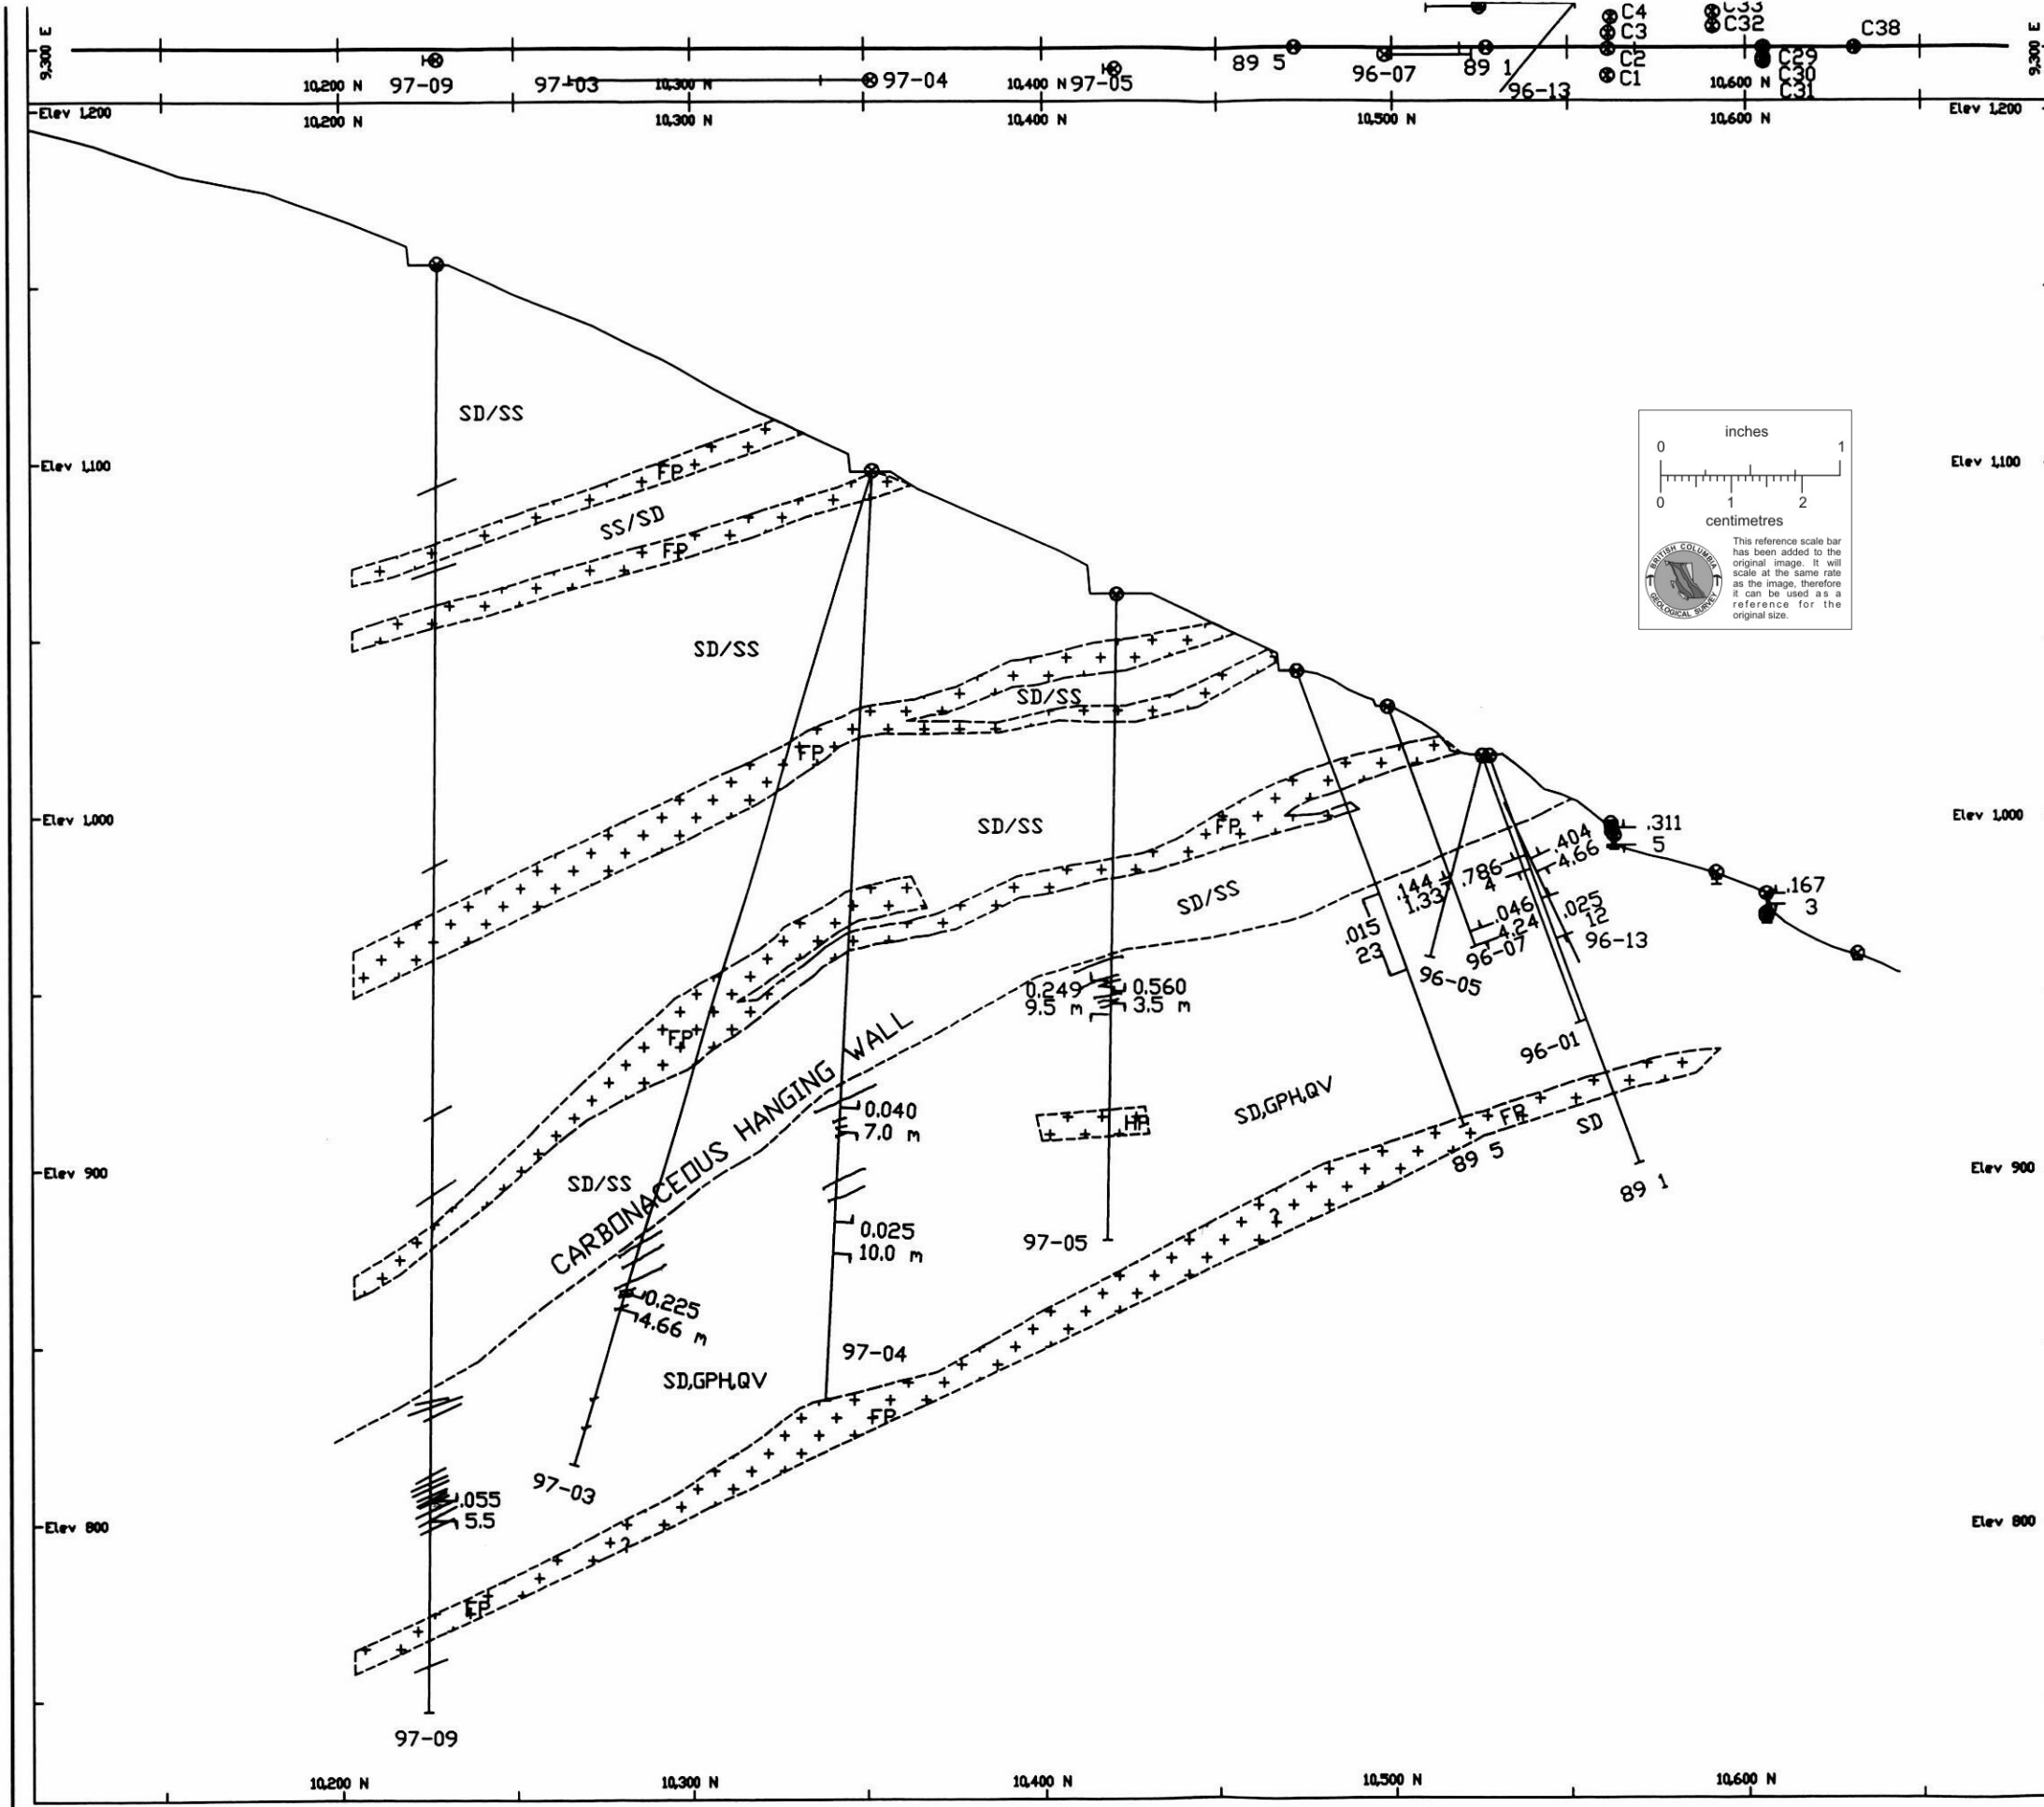 9,300 E
C4
C33
C3
C32
C38
9,300 E
89 5
96-07
89 1
C2
C29
10,200 N
97-09
97-03
10,300 N
97-04
10,400 N
97-05
96-13
C1
10,600 N
C30
C31
Elev 1,200
10,200 N
10,300 N
10,400 N
10,500 N
10,600 N
Elev 1,200
SD/SS
inches
0
1
Elev 1,100
FP
Elev 1,100
0
1
2
centimetres
SS/SD
FP
This reference scale bar
has been added to the
original image. It will
scale at the same rate
as the image, therefore
it can be used as a
reference for the
original size.
BRITISH COLUMBIA
GEOLOGICAL SURVEY
SD/SS
SD/SS
FP
Elev 1,000
SD/SS
FP
.311
5
Elev 1,000
.404
4.66
.786
4
.144
1.33
.167
3
SD/SS
.025
12
.046
4.24
.015
23
96-13
96-07
96-05
0.249
9.5 m
0.560
3.5 m
FP
CARBONACEOUS HANGING WALL
96-01
0.040
7.0 m
HP
SD,GPH,QV
FP
SD
89 5
Elev 900
Elev 900
SD/SS
89 1
?
0.025
10.0 m
97-05
0.225
4.66 m
97-04
SD,GPH,QV
FP
97-03
.055
5.5
Elev 800
Elev 800
?
FP
97-09
10,200 N
10,300 N
10,400 N
10,500 N
10,600 N